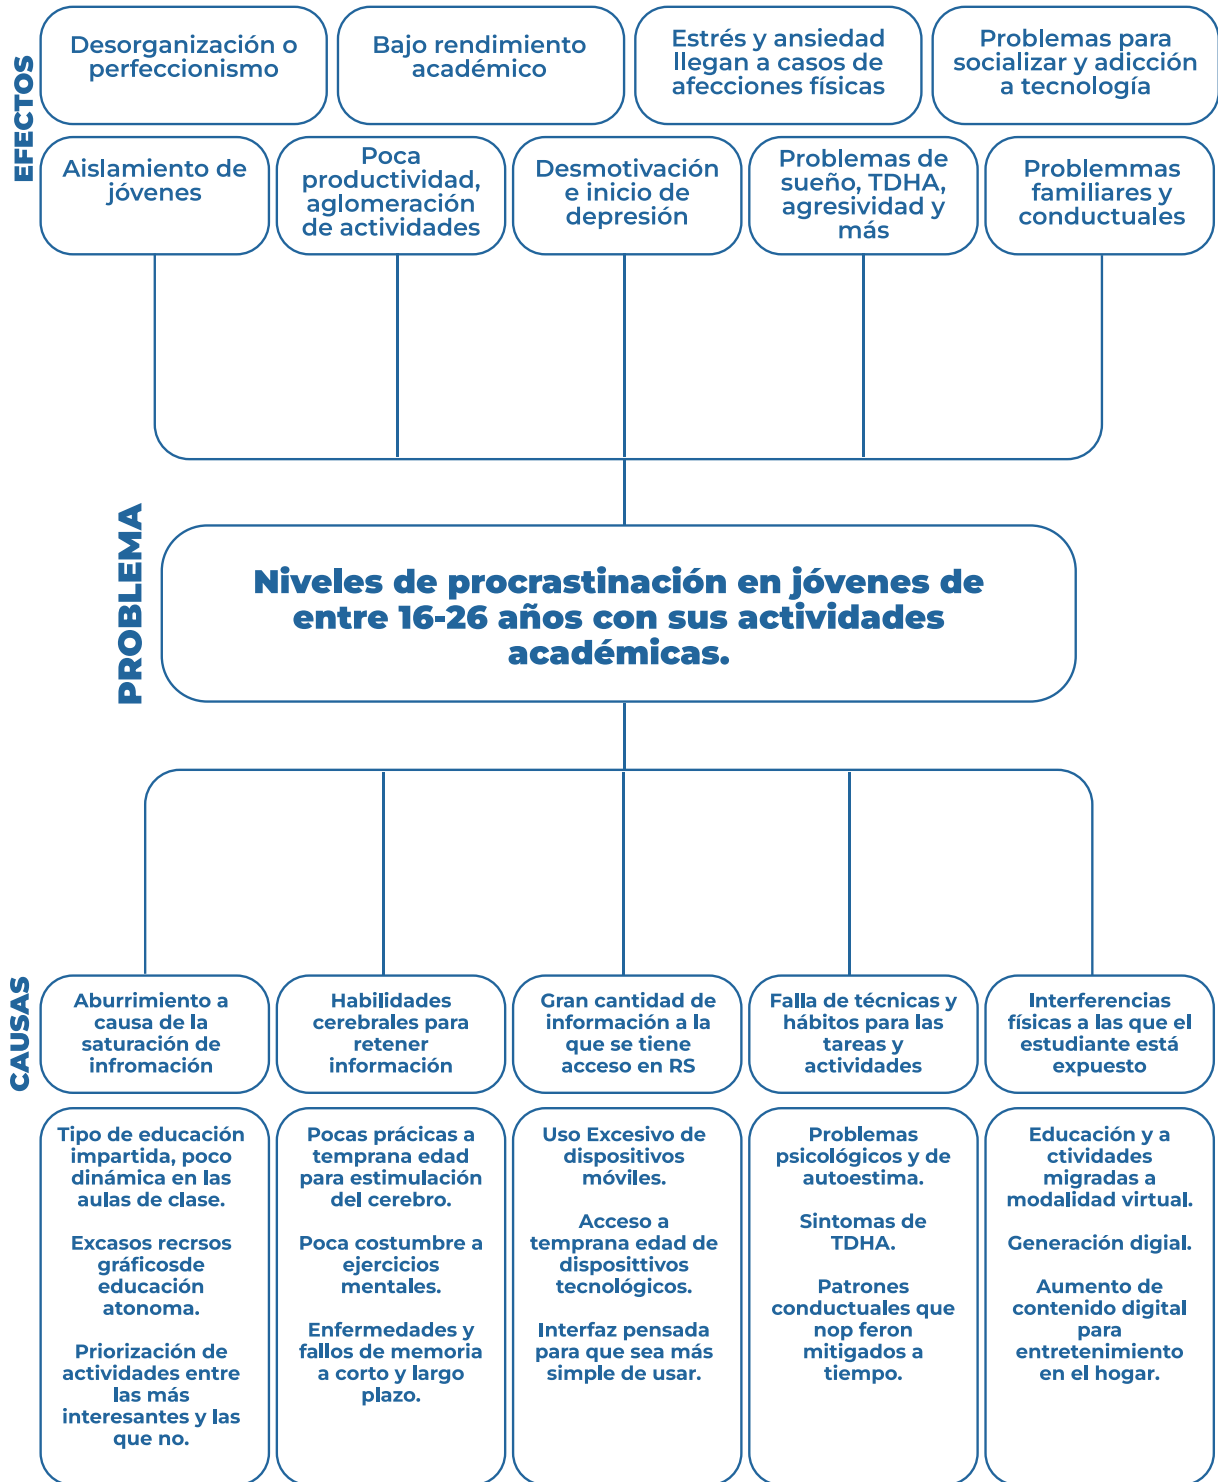 EFECTOS
Desorganización o
perfeccionismo
Bajo rendimiento
académico
Estrés y ansiedad
llegan a casos de
afecciones físicas
Problemas para
socializar y adicción
a tecnología
Aislamiento de
jóvenes
Poca
productividad,
aglomeración
de actividades
Desmotivación
e inicio de
depresión
Problemas de
sueño, TDHA,
agresividad y
más
Problemmas
familiares y
conductuales
PROBLEMA
Niveles de procrastinación en jóvenes de
entre 16-26 años con sus actividades
académicas.
CAUSAS
Aburrimiento a
causa de la
saturación de
infromación
Habilidades
cerebrales para
retener
información
Gran cantidad de
información a la
que se tiene
acceso en RS
Falla de técnicas y
hábitos para las
tareas y
actividades
Interferencias
físicas a las que el
estudiante está
expuesto
Tipo de educación
impartida, poco
dinámica en las
aulas de clase.
Excasos recrsos
gráficosde
educación
atonoma.
Priorización de
actividades entre
las más
interesantes y las
que no.
Pocas prácicas a
temprana edad
para estimulación
del cerebro.
Poca costumbre a
ejercicios
mentales.
Enfermedades y
fallos de memoria
a corto y largo
plazo.
Uso Excesivo de
dispositivos
móviles.
Acceso a
temprana edad de
disposittivos
tecnológicos.
Interfaz pensada
para que sea más
simple de usar.
Problemas
psicológicos y de
autoestima.
Sintomas de
TDHA.
Patrones
conductuales que
nop feron
mitigados a
tiempo.
Educación y a
ctividades
migradas a
modalidad virtual.
Generación digial.
Aumento de
contenido digital
para
entretenimiento
en el hogar.